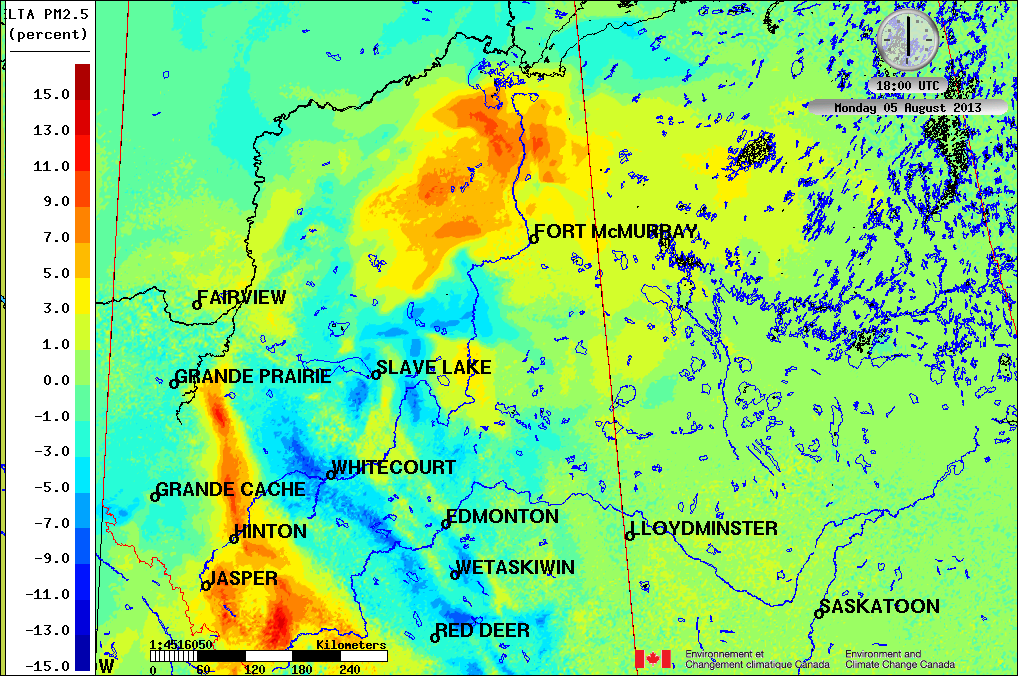 LTA PM2.5
(percent)
15.0
13.0
11.0
9.0
7.0
5.0
3.0
1.0
0.0
-1.0
-3.0
-5.0
-7.0
-9.0
-11.0
-13.0
-15.0
18:00 UTC
Monday 05 August 2013
FORT McMURRAY
FAIRVIEW
SLAVE LAKE
GRANDE PRAIRIE
WHITECOURT
GRANDE CACHE
EDMONTON
HINTON
LLOYDMINSTER
WETASKIWIN
JASPER
SASKATOON
RED DEER
1:4516050 Kilometers
W
0 60 120 180 240
Environnement et
Changement climatique Canada
Environment and
Climate Change Canada